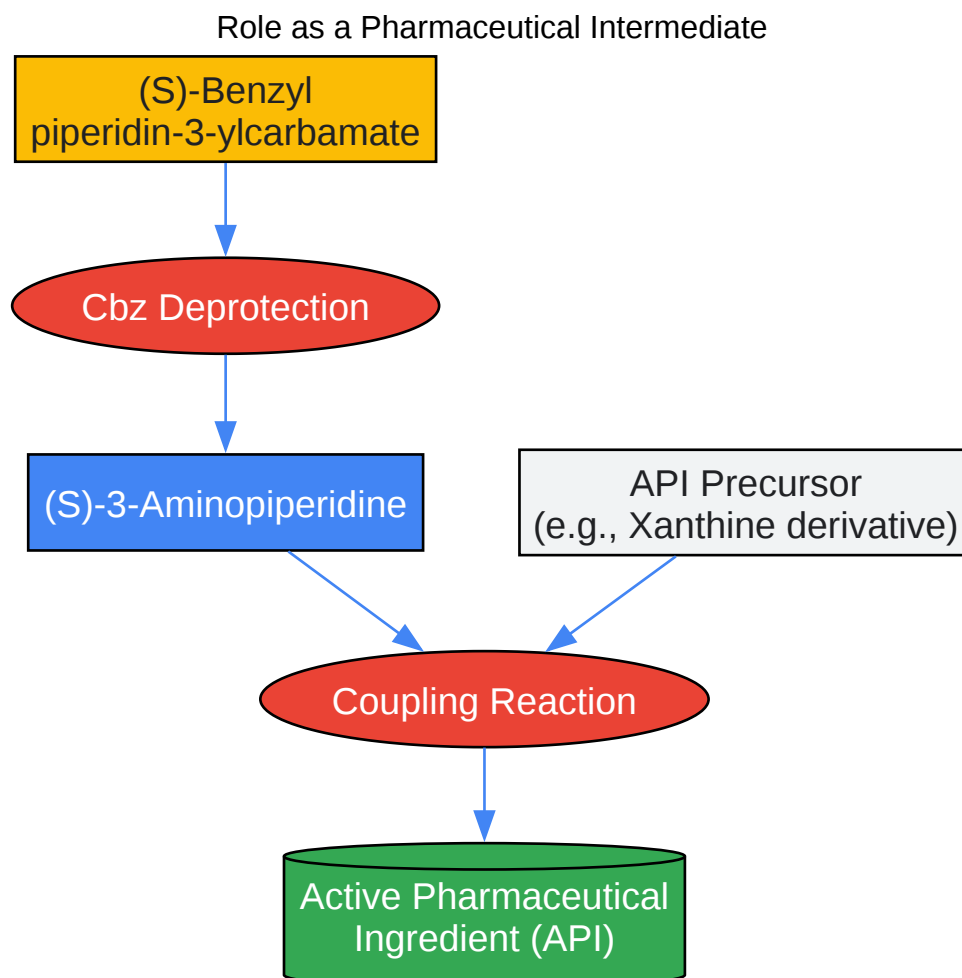 Role as a Pharmaceutical Intermediate
(S)-Benzyl
piperidin-3-ylcarbamate
Cbz Deprotection
(S)-3-Aminopiperidine
API Precursor
(e.g., Xanthine derivative)
Coupling Reaction
Active Pharmaceutical
Ingredient (API)